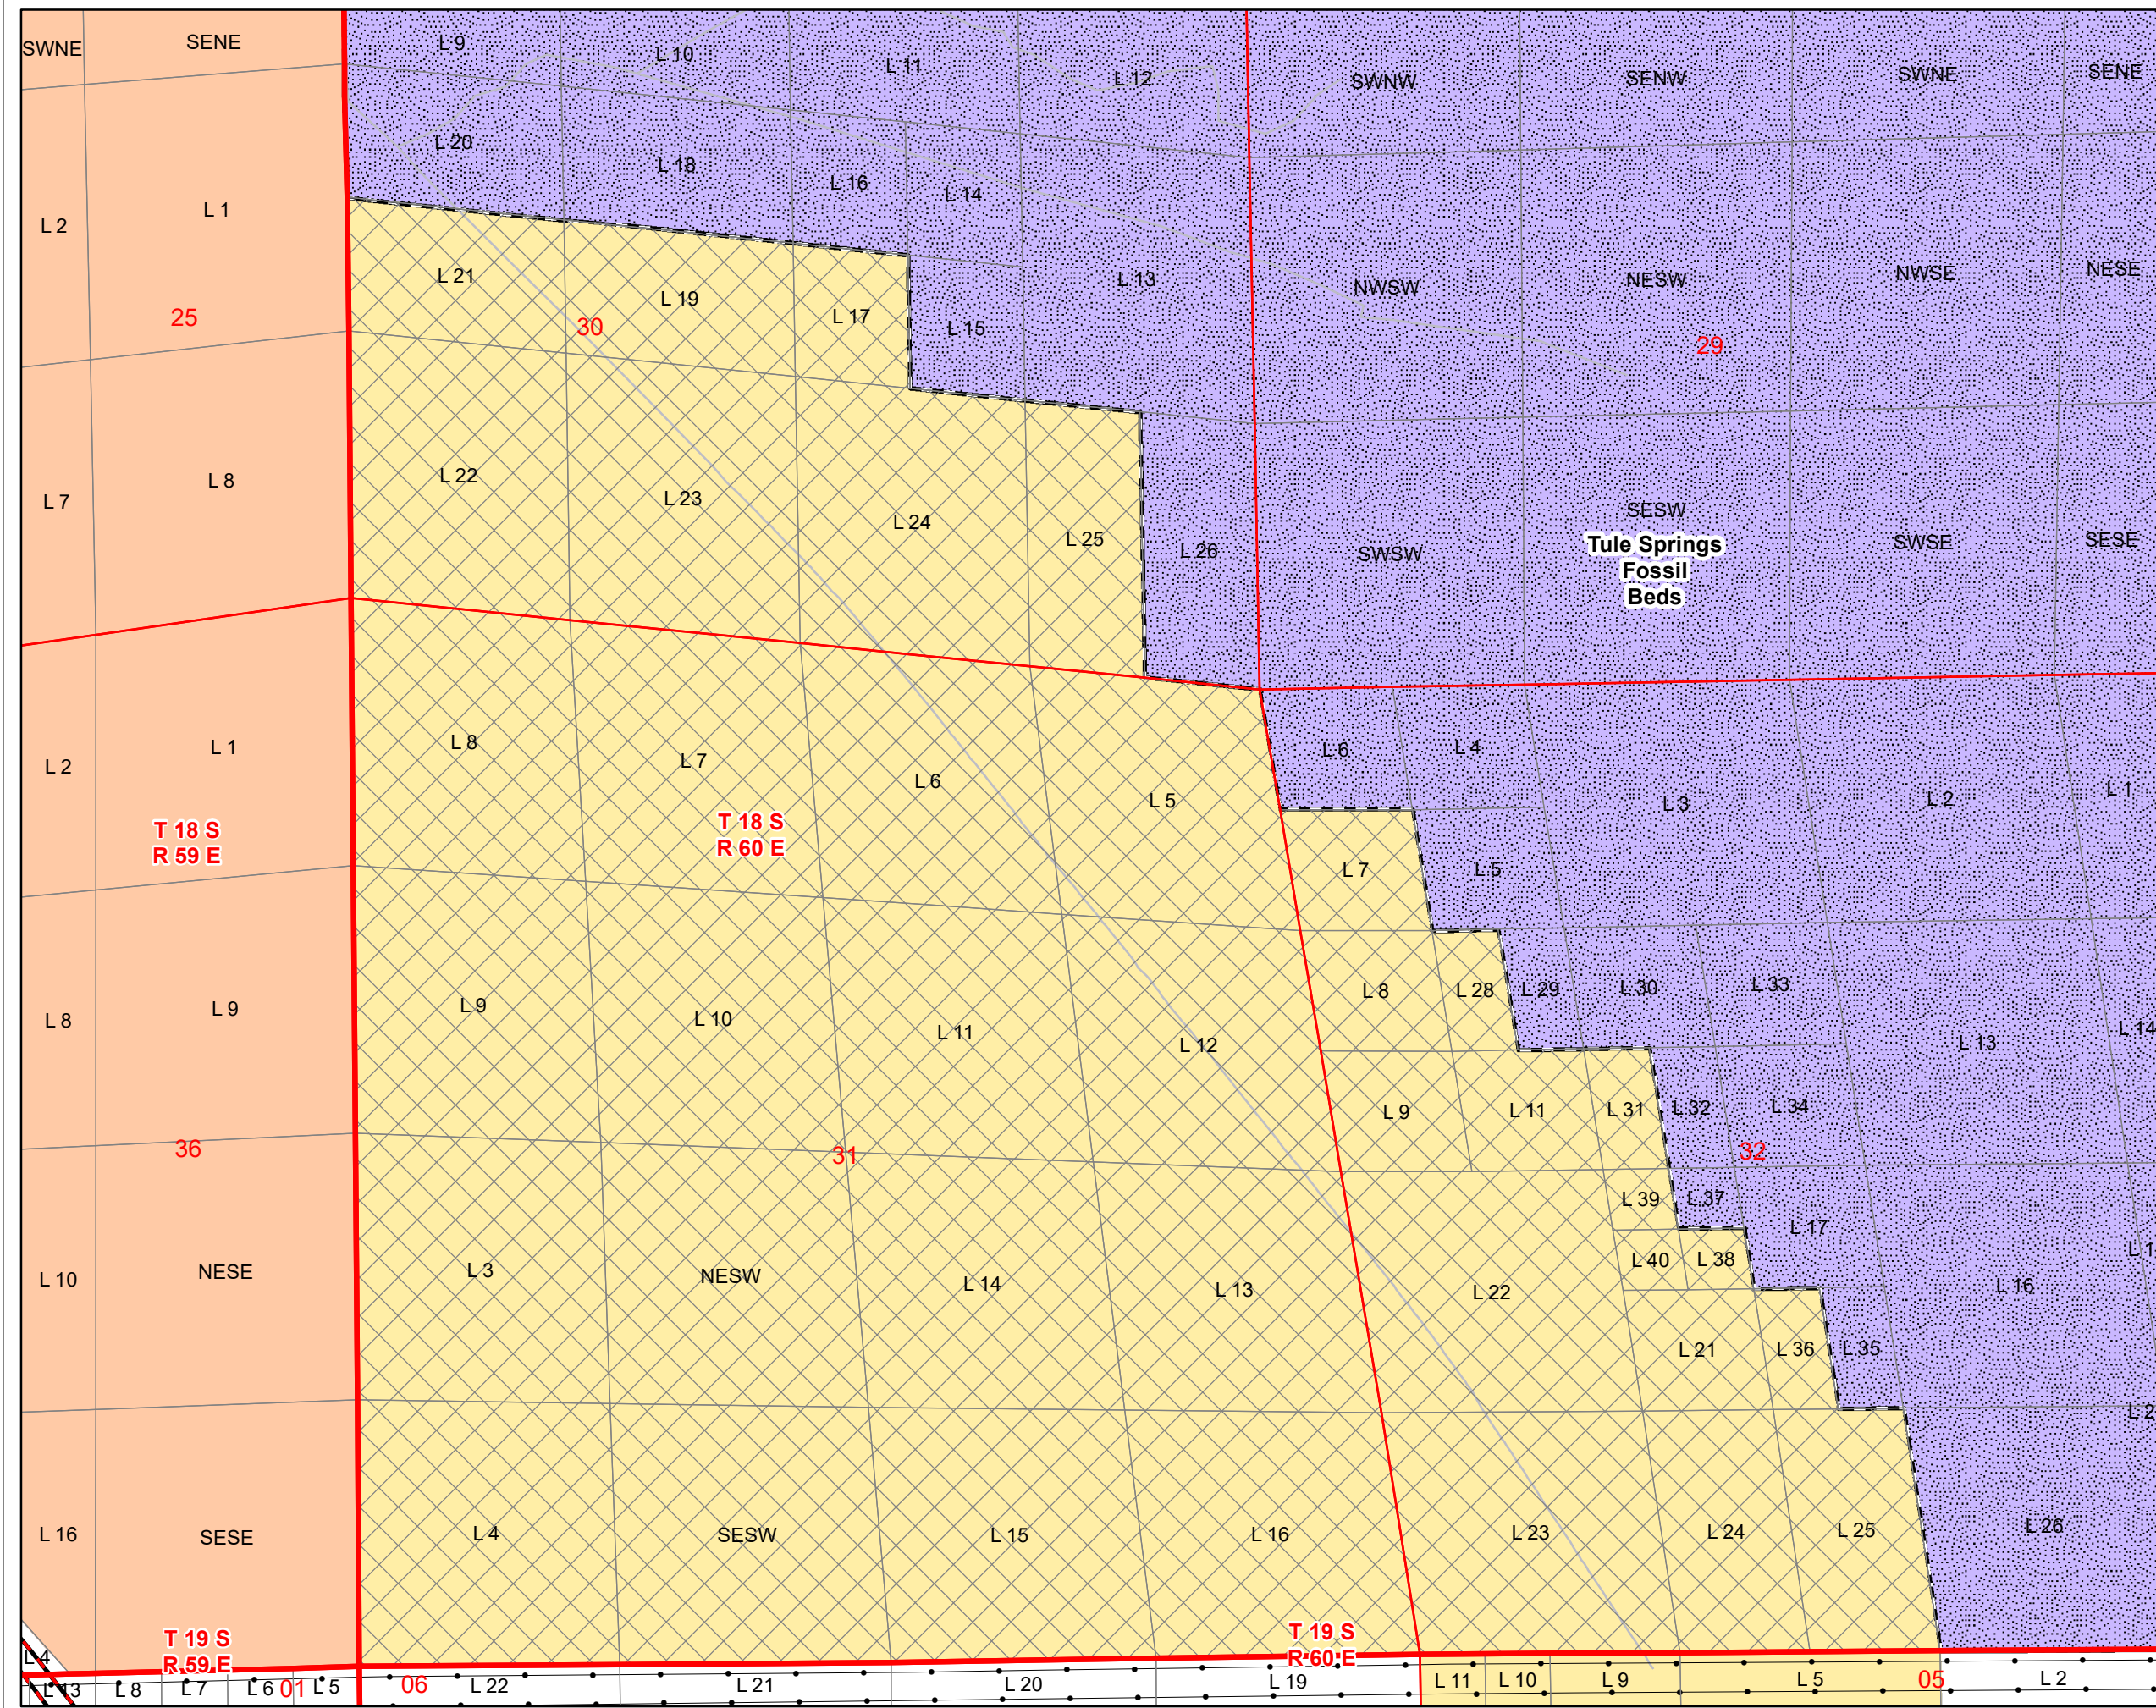 SWNE
SENE
L 9
L 10
L 11
L 12
SWNW
SENW
SWNE
SENE
L 20
L 18
L 16
L 14
L 2
L 1
L 21
L 19
L 17
L 15
L 13
NWSW
NESW
NWSE
NESE
25
30
29
L 7
L 8
L 22
L 23
L 24
L 25
L 26
SWSW
SESW
SWSE
SESE
Tule Springs
Fossil
Beds
L 2
L 1
L 8
L 7
L 6
L 5
L 6
L 4
L 3
L 2
L 1
T 18 S
R 59 E
T 18 S
R 60 E
L 7
L 5
L 8
L 9
L 9
L 10
L 11
L 12
L 8
L 28
L 29
L 30
L 33
L 13
L 14
L 9
L 11
L 31
L 32
L 34
36
31
32
L 39
L 37
L 17
L 10
NESE
L 3
NESW
L 14
L 13
L 22
L 40
L 38
L 16
L 1
L 21
L 36
L 35
L 2
L 16
SESE
L 4
SESW
L 15
L 16
L 23
L 24
L 25
L 26
T 19 S
R 59 E
T 19 S
R 60 E
L 4
L 13
L 8
L 7
L 6
01
L 5
06
L 22
L 21
L 20
L 19
L 11
L 10
L 9
L 5
05
L 2